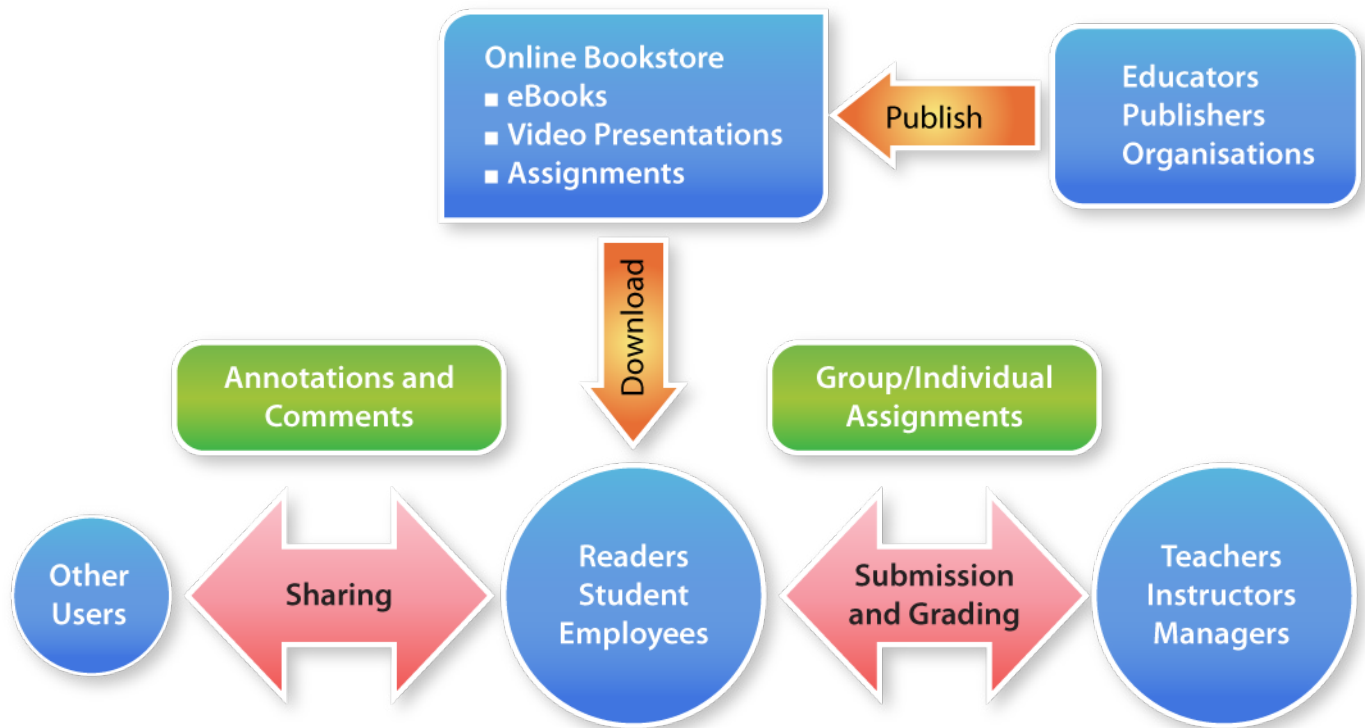 Online Bookstore
▪ eBooks
▪ Video Presentations
▪ Assignments
Publish
Educators
Publishers
Organisations
Download
Annotations and
Comments
Group/Individual
Assignments
Other
Users
Sharing
Readers
Student
Employees
Submission
and Grading
Teachers
Instructors
Managers